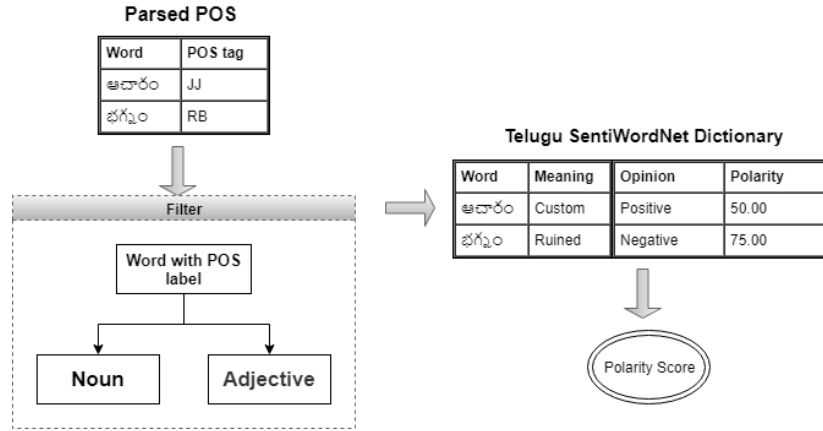 Parsed POS
Word POS tag
ఆచారం JJ
భగ్నం RB
Filter
Word with POS
label
Noun Adjective
Telugu SentiWordNet Dictionary
Word Meaning Opinion Polarity
ఆచారం Custom Positive 50.00
భగ్నం Ruined Negative 75.00
Polarity Score